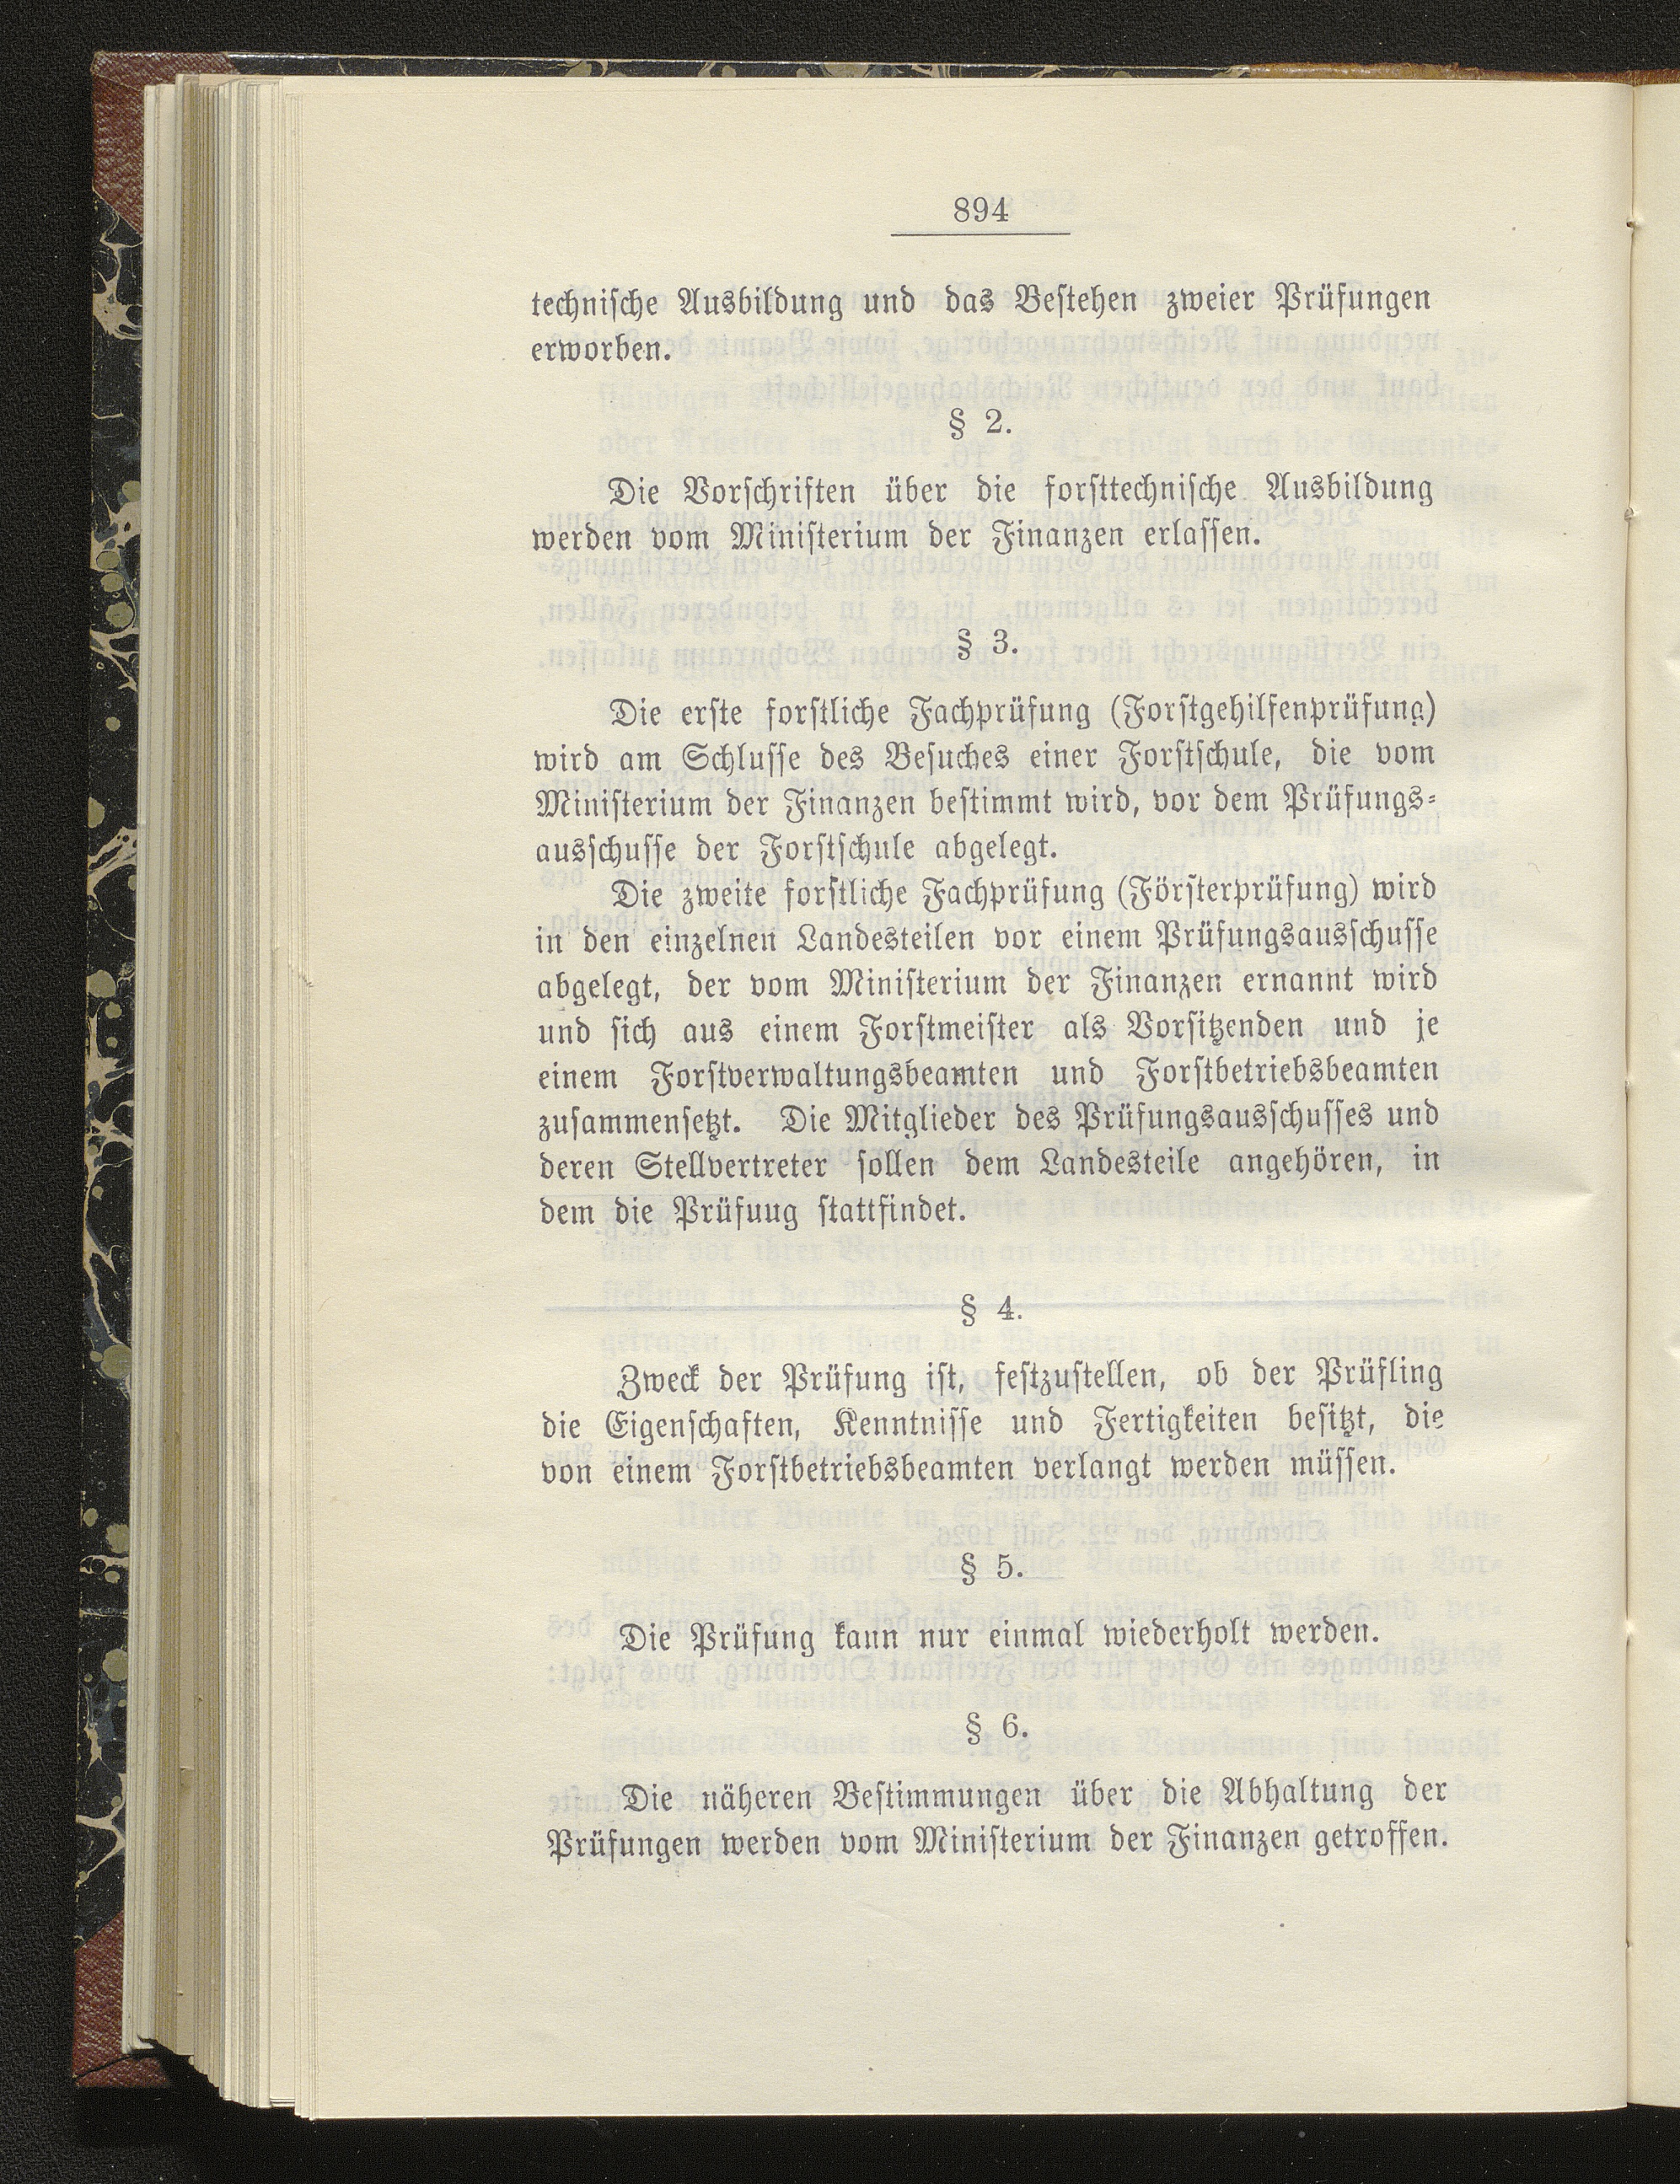 894
technische Ausbildung und das Bestehen zweier Prüfungen
erworben.
§ 2.
Die Vorschriften über die forsttechnische Ausbildung
werden vom Ministerium der Finanzen erlassen.
§ 3.
Die erste forstliche Fachprüfung (Forstgehilfenprüfung)
wird am Schlusse des Besuches einer Forstschule, die vom
Ministerium der Finanzen bestimmt wird, vor dem Prüfungs-
ausschusse der Forstschule abgelegt.
Die zweite forstliche Fachprüfung (Försterprüfung) wird
in den einzelnen Landesteilen vor einem Prüfungsausschusse
abgelegt, der vom Ministerium der Finanzen ernannt wird
und sich aus einem Forstmeister als Vorsitzenden und je
einem Forstverwaltungsbeamten und Forstbetriebsbeamten
zusammensetzt. Die Mitglieder des Prüfungsausschusses und
deren Stellvertreter sollen dem Landesteile angehören, in
dem die Prüfuug stattfindet.
§ 4.
Zweck der Prüfung ist, festzustellen, ob der Prüfling
die Eigenschaften, Kenntnisse und Fertigkeiten besitzt, die
von einem Forstbetriebsbeamten verlangt werden müssen.
§ 5.
Die Prüfung kann nur einmal wiederholt werden.
§ 6.
Die näheren Bestimmungen über die Abhaltung der
Prüfungen werden vom Ministerium der Finanzen getroffen.